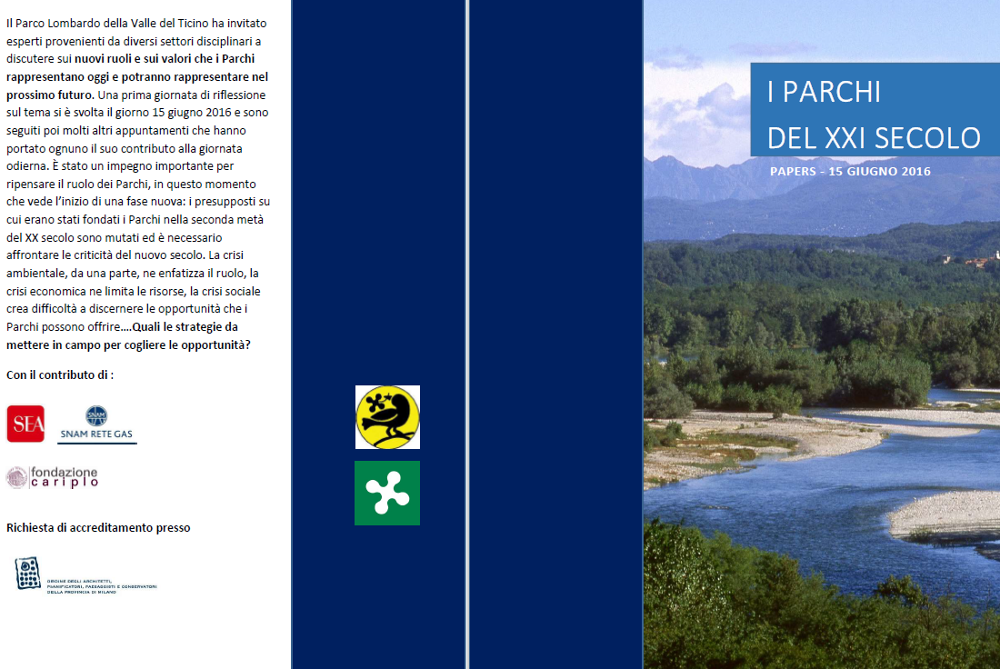 Il Parco Lombardo della Valle del Ticino ha invitato
esperti provenienti da diversi settori disciplinari a
discutere sui nuovi ruoli e sui valori che i Parchi
rappresentano oggi e potranno rappresentare nel
prossimo futuro. Una prima giornata di riflessione
sul tema si è svolta il giorno 15 giugno 2016 e sono
seguiti poi molti altri appuntamenti che hanno
portato ognuno il suo contributo alla giornata
odierna. È stato un impegno importante per
ripensare il ruolo dei Parchi, in questo momento
che vede l'inizio di una fase nuova: i presupposti su
cui erano stati fondati i Parchi nella seconda metà
del XX secolo sono mutati ed è necessario
affrontare le criticità del nuovo secolo. La crisi
ambientale, da una parte, ne enfatizza il ruolo, la
crisi economica ne limita le risorse, la crisi sociale
crea difficoltà a discernere le opportunità che i
Parchi possono offrire....Quali le strategie da
mettere in campo per cogliere le opportunità?
Con il contributo di :
SEA
SNAM
SNAM RETE GAS
fondazione
cariplo
Richiesta di accreditamento presso
ORDINE DEGLI ARCHITETTI,
PIANIFICATORI, PAESAGGISTI E CONSERVATORI
DELLA PROVINCIA DI MILANO
I PARCHI
DEL XXI SECOLO
PAPERS - 15 GIUGNO 2016